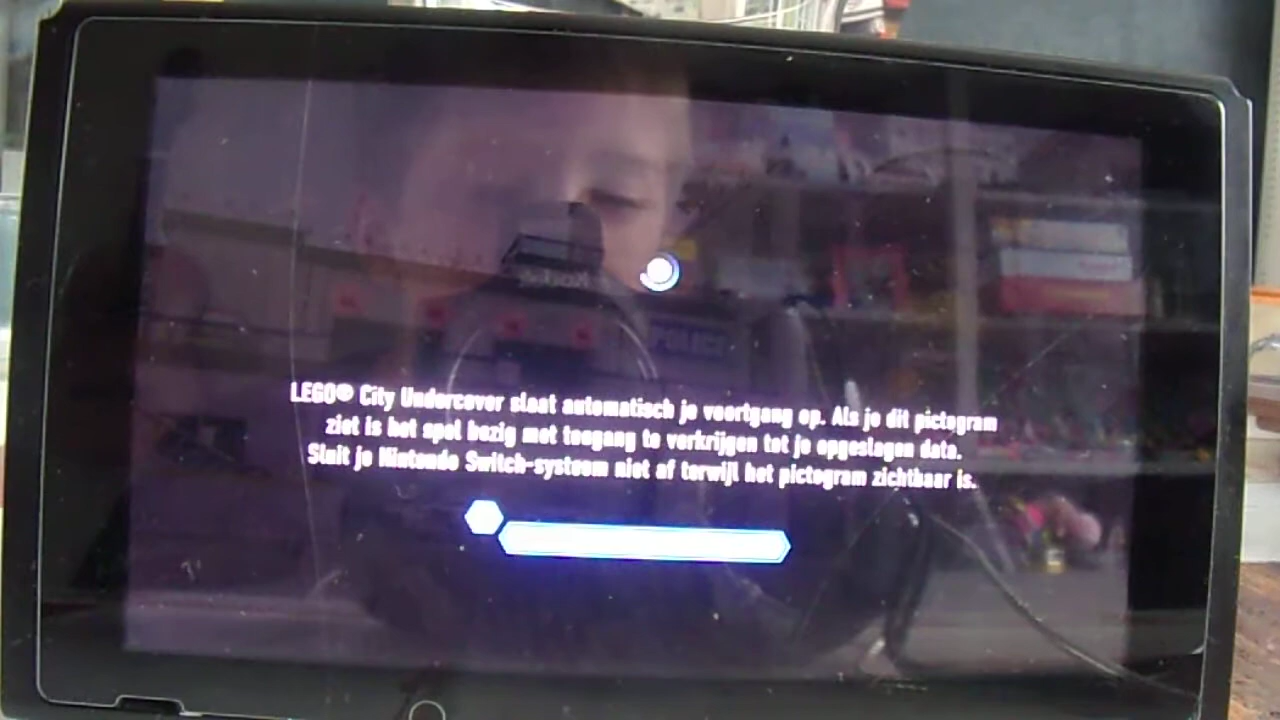 LEGO® City Undercover slaat automatisch je voortgang op. Als je dit pictogram
ziet is het spel bezig met toegang te verkrijgen tot je opgeslagen data.
Sluit je Nintendo Switch-systeem niet af terwijl het pictogram zichtbaar is.
POLICE